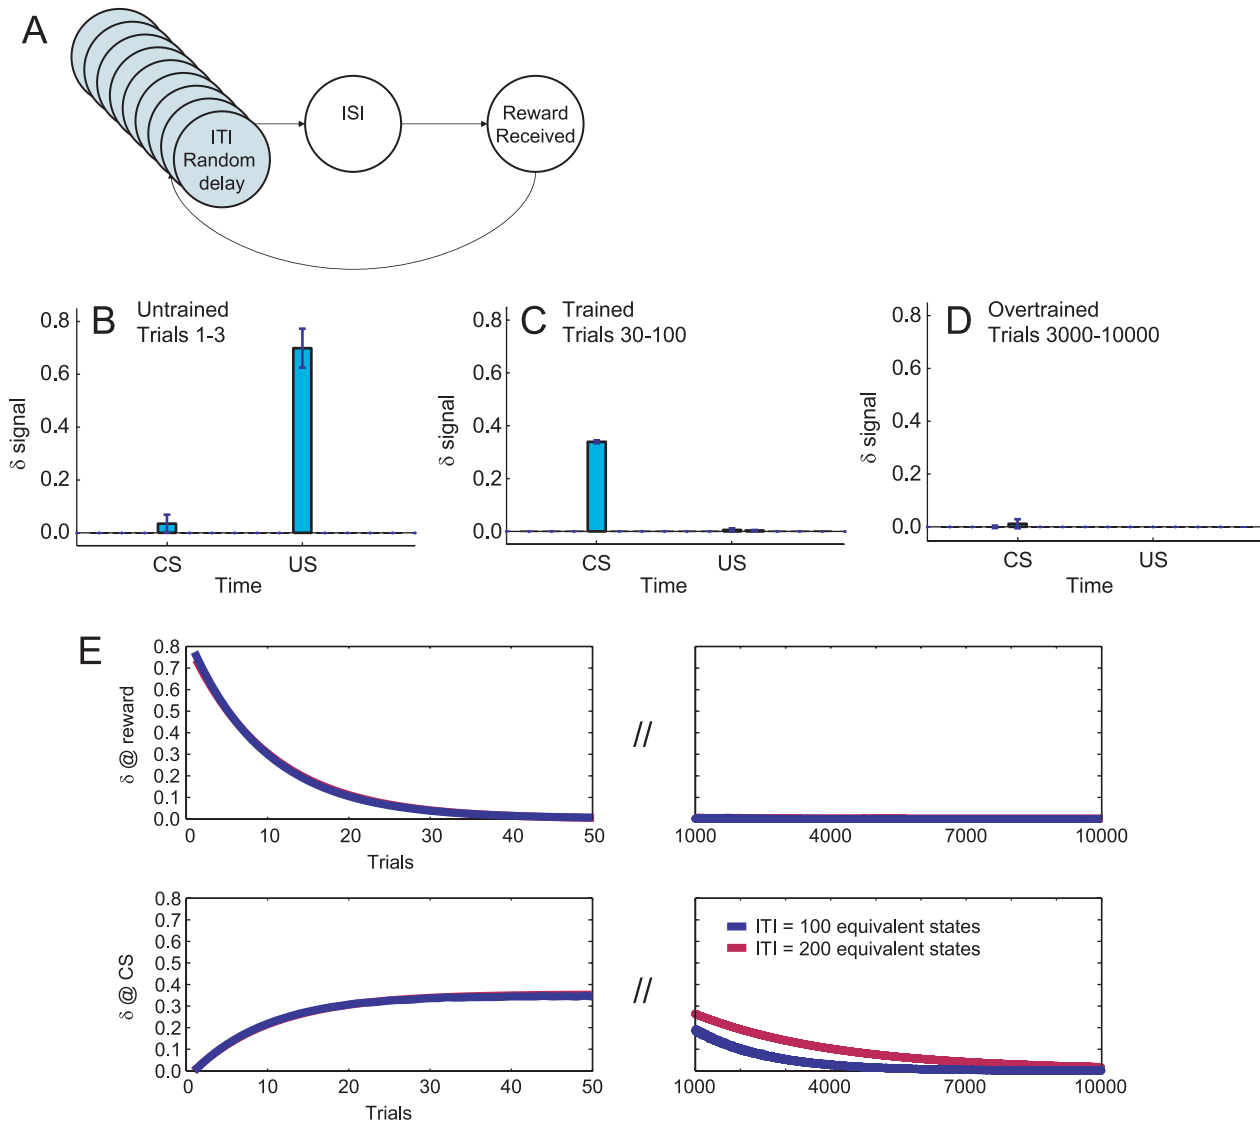 A
ITI
Random
delay
ISI
Reward
Received
B
Untrained
Trials 1-3
0.8
0.6
0.4
0.2
0.0
δ signal
CS
US
Time
C
Trained
Trials 30-100
0.8
0.6
0.4
0.2
0.0
δ signal
CS
US
Time
D
Overtrained
Trials 3000-10000
0.8
0.6
0.4
0.2
0.0
δ signal
CS
US
Time
E
0.8
0.7
0.6
0.5
0.4
0.3
0.2
0.1
0.0
δ @ reward
0 10 20 30 40 50
Trials
//
1000 4000 7000 10000
0.8
0.7
0.6
0.5
0.4
0.3
0.2
0.1
0.0
δ @ CS
0 10 20 30 40 50
Trials
//
ITI = 100 equivalent states
ITI = 200 equivalent states
1000 4000 7000 10000